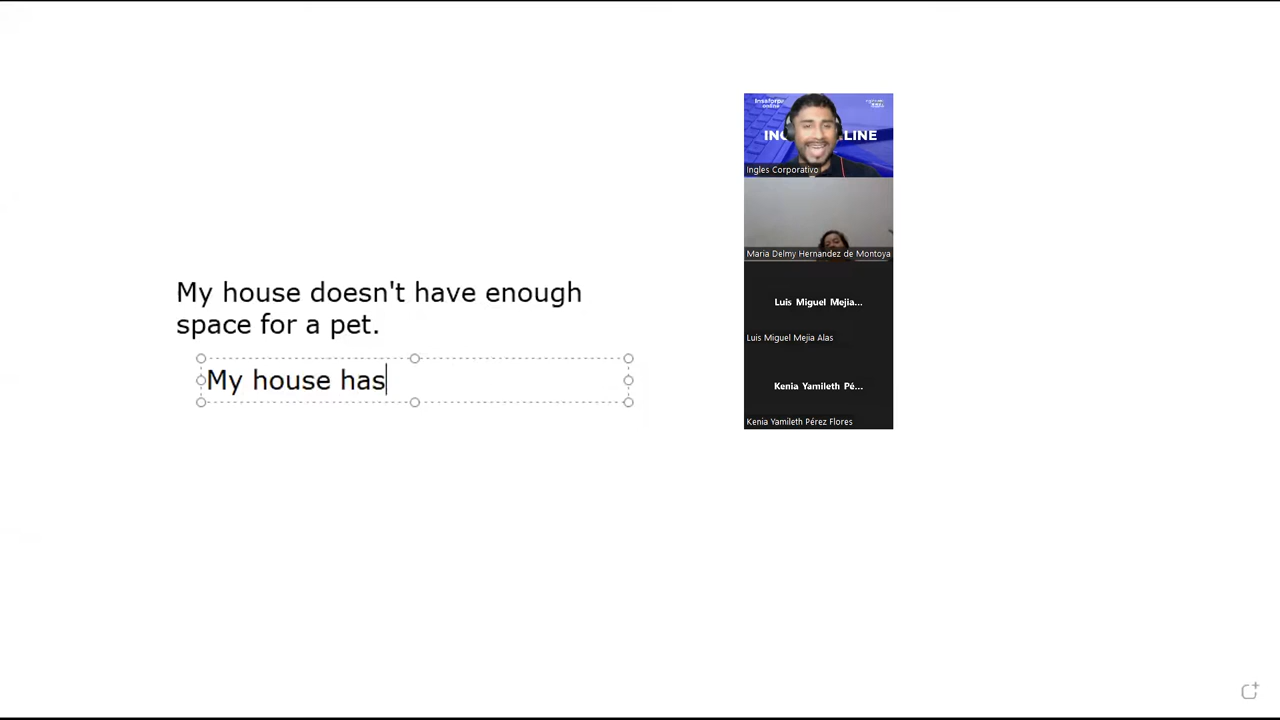 My house doesn't have enough
space for a pet.
My house has
LINE
Ingles Corporativo
Maria Delmy Hernandez de Montoya
Luis Miguel Mejia...
Luis Miguel Mejia Alas
Kenia Yamileth Pé...
Kenia Yamileth Pérez Flores